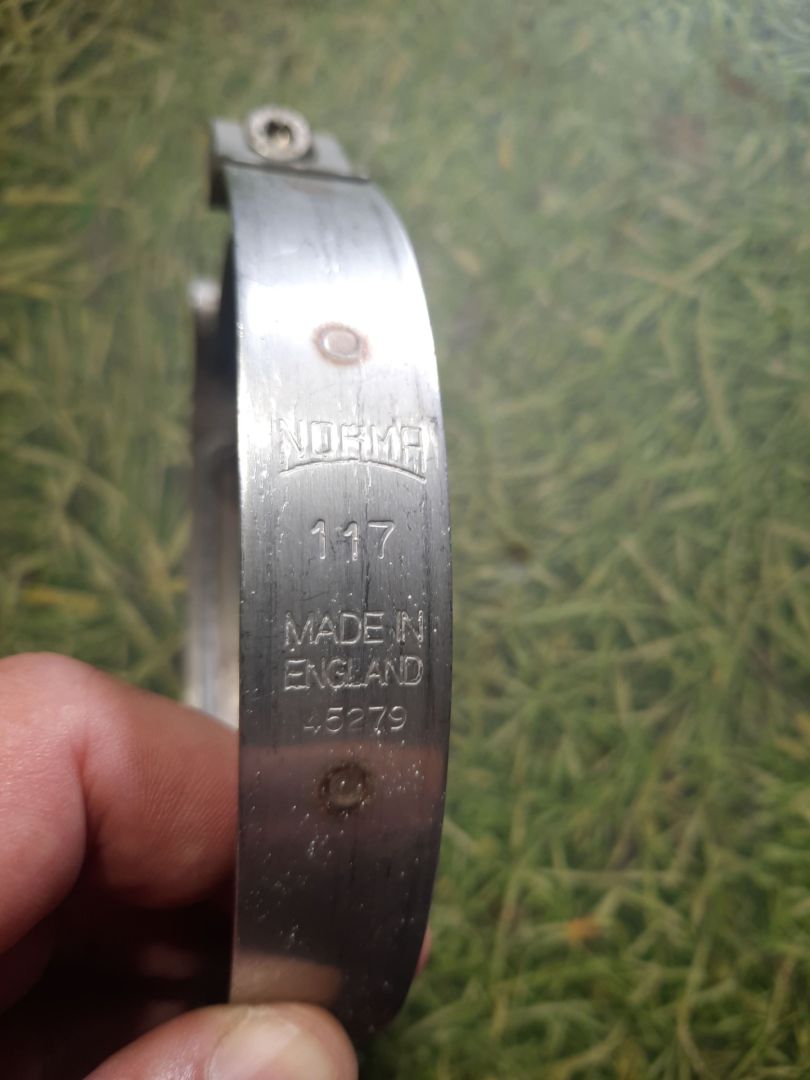 NORMA
117
MADE IN
ENGLAND
45279